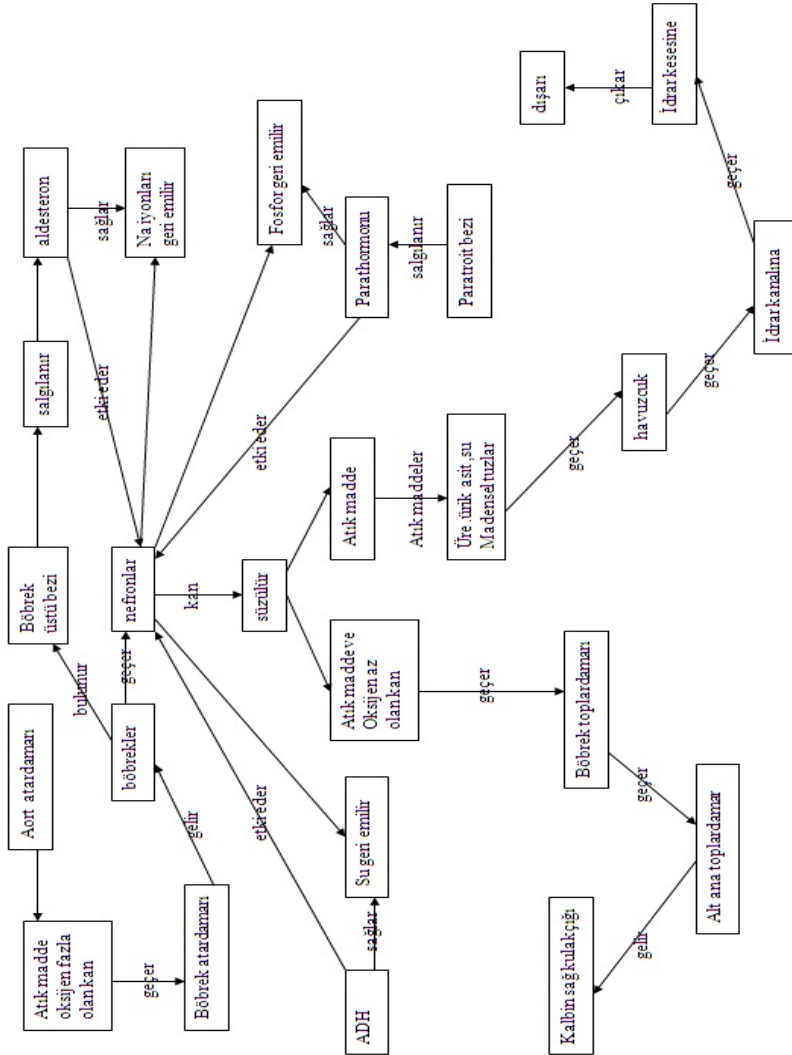 Aort atardamarı
Atık madde
oksijen fazla
olan kan
geçer
Böbrek atardamarı
gelir
böbrekler
bulunur
Böbrek
üstü bezi
salgılanır
aldesteron
sağlar
Na iyonları
geri emilir
etki eder
geçer
nefronlar
Fosfor geri emilir
sağlar
Parathormonu
salgılanır
Paratroit bezi
etki eder
ADH
sağlar
Su geri emilir
etki eder
kan
süzülür
Atık madde ve
Oksijen az
olan kan
geçer
Böbrek toplardamarı
geçer
Alt ana toplardamar
gelir
Kalbin sağ kulakçığı
Atık madde
Atık maddeler
Üre .ürik asit ,su
Madensel tuzlar
geçer
havuzcuk
geçer
İdrar kanalına
geçer
İdrar kesesine
çıkar
dışarı